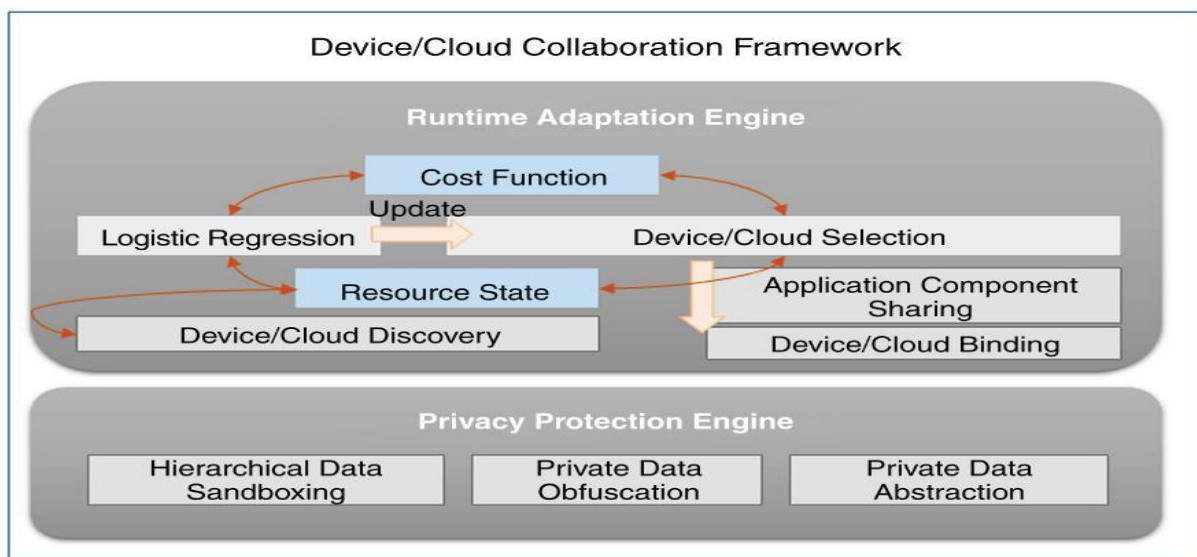 Device/Cloud Collaboration Framework
Runtime Adaptation Engine
Cost Function
Update
Logistic Regression
Device/Cloud Selection
Resource State
Application Component
Sharing
Device/Cloud Discovery
Device/Cloud Binding
Privacy Protection Engine
Hierarchical Data
Sandboxing
Private Data
Obfuscation
Private Data
Abstraction